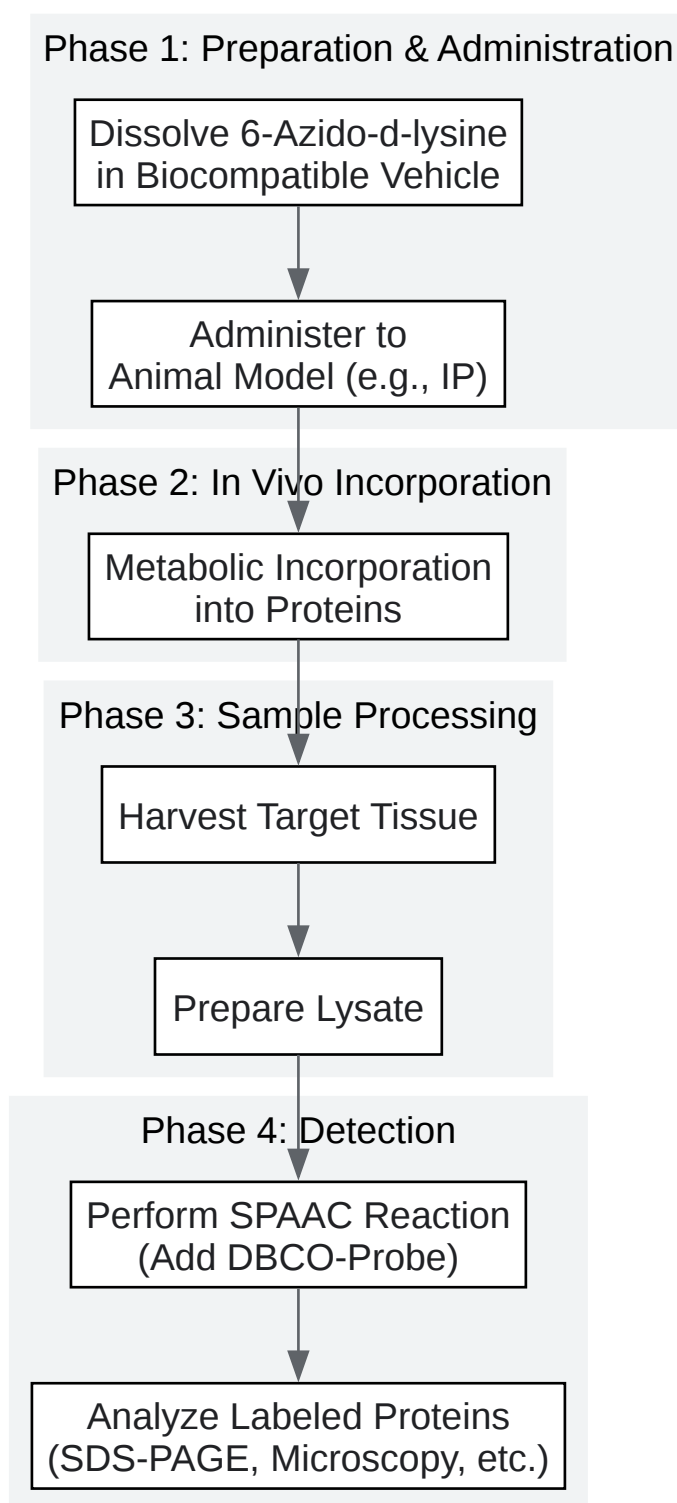 Phase 1: Preparation & Administration
Dissolve 6-Azido-d-lysine
in Biocompatible Vehicle
Administer to
Animal Model (e.g., IP)
Phase 2: In Vivo Incorporation
Metabolic Incorporation
into Proteins
Phase 3: Sample Processing
Harvest Target Tissue
Prepare Lysate
Phase 4: Detection
Perform SPAAC Reaction
(Add DBCO-Probe)
Analyze Labeled Proteins
(SDS-PAGE, Microscopy, etc.)